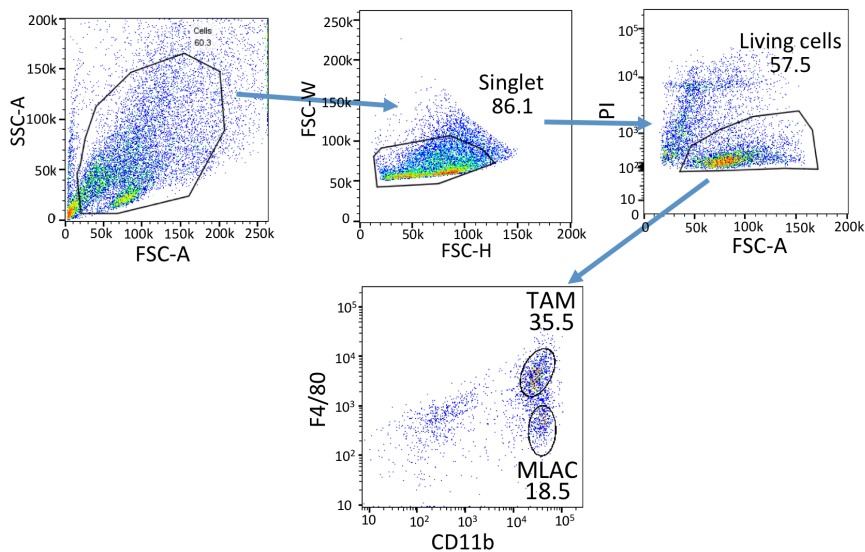 200k
150k
100k
50k
0
SSC-A
Cells
60.3
0 50k 100k 150k 200k 250k
FSC-A
250k
200k
150k
100k
50k
0
FSC-W
Singlet
86.1
0 50k 100k 150k 200k
FSC-H
10⁵
10⁴
10³
10²
10
0
PI
Living cells
57.5
0 50k 100k 150k 200k
FSC-A
10⁵
10⁴
10³
10²
10
F4/80
TAM
35.5
MLAC
18.5
10 10² 10³ 10⁴ 10⁵
CD11b